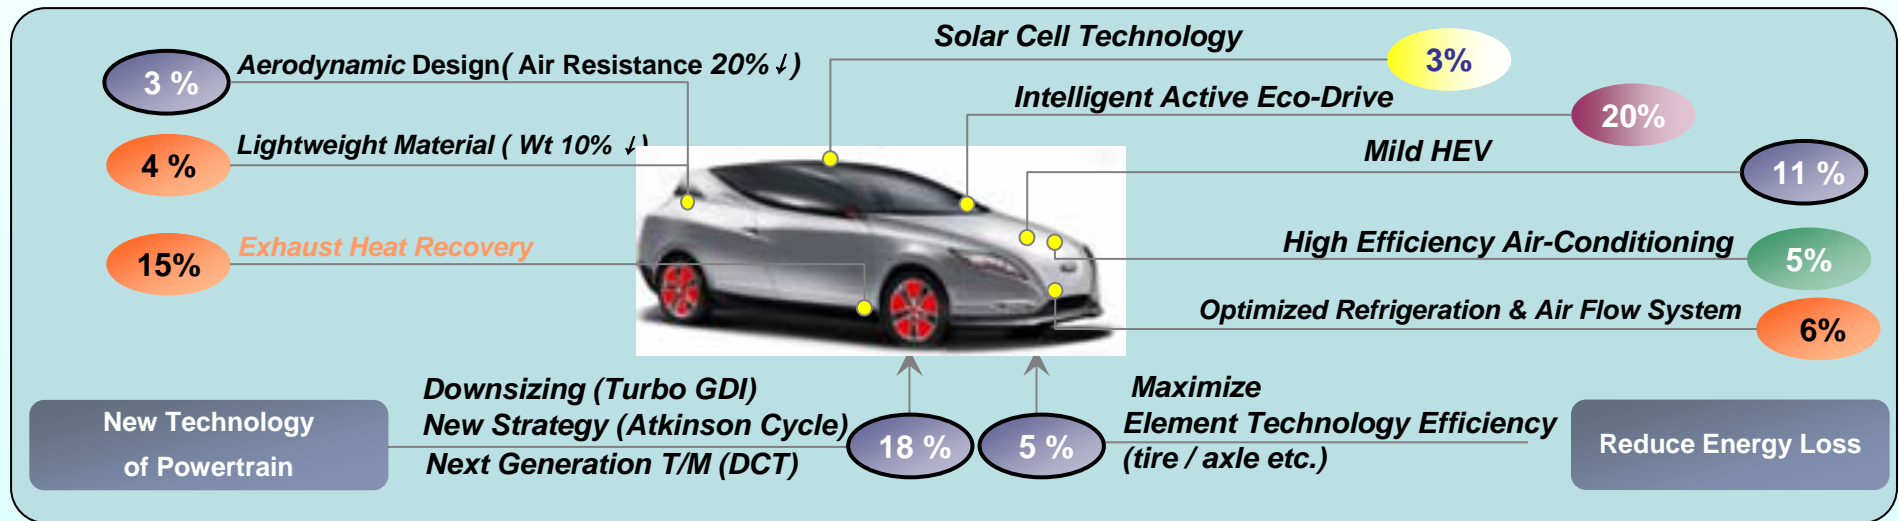 3 %
Aerodynamic Design( Air Resistance 20%↓)
4 %
Lightweight Material ( Wt 10% ↓)
15%
Exhaust Heat Recovery
Solar Cell Technology
3%
Intelligent Active Eco-Drive
20%
Mild HEV
11 %
High Efficiency Air-Conditioning
5%
Optimized Refrigeration & Air Flow System
6%
New Technology
of Powertrain
Downsizing (Turbo GDI)
New Strategy (Atkinson Cycle)
Next Generation T/M (DCT)
18 %
5 %
Maximize
Element Technology Efficiency
(tire / axle etc.)
Reduce Energy Loss